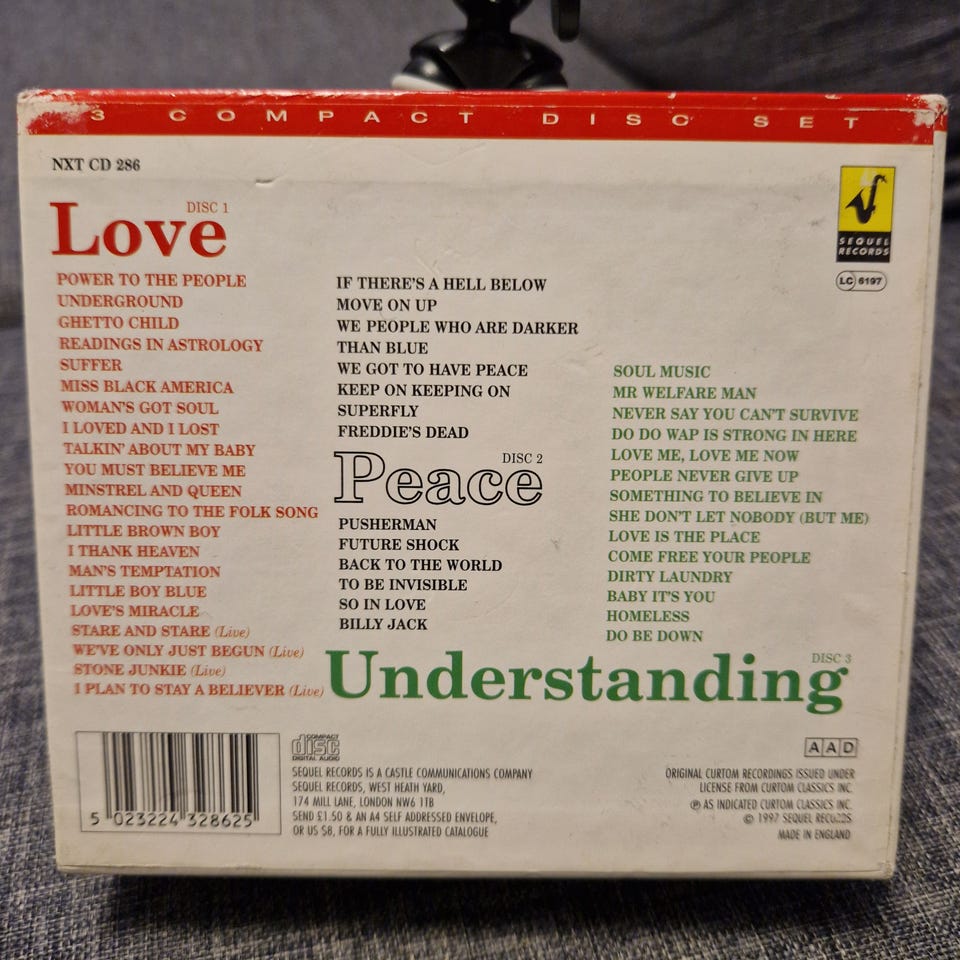 3 COMPACT DISC SET
NXT CD 286
SEQUEL
RECORDS
LC 6197
DISC 1
Love
POWER TO THE PEOPLE
UNDERGROUND
GHETTO CHILD
READINGS IN ASTROLOGY
SUFFER
MISS BLACK AMERICA
WOMAN'S GOT SOUL
I LOVED AND I LOST
TALKIN' ABOUT MY BABY
YOU MUST BELIEVE ME
MINSTREL AND QUEEN
ROMANCING TO THE FOLK SONG
LITTLE BROWN BOY
I THANK HEAVEN
MAN'S TEMPTATION
LITTLE BOY BLUE
LOVE'S MIRACLE
STARE AND STARE (Live)
WE'VE ONLY JUST BEGUN (Live)
STONE JUNKIE (Live)
I PLAN TO STAY A BELIEVER (Live)
IF THERE'S A HELL BELOW
MOVE ON UP
WE PEOPLE WHO ARE DARKER
THAN BLUE
WE GOT TO HAVE PEACE
KEEP ON KEEPING ON
SUPERFLY
FREDDIE'S DEAD
DISC 2
Peace
PUSHERMAN
FUTURE SHOCK
BACK TO THE WORLD
TO BE INVISIBLE
SO IN LOVE
BILLY JACK
SOUL MUSIC
MR WELFARE MAN
NEVER SAY YOU CAN'T SURVIVE
DO DO WAP IS STRONG IN HERE
LOVE ME, LOVE ME NOW
PEOPLE NEVER GIVE UP
SOMETHING TO BELIEVE IN
SHE DON'T LET NOBODY (BUT ME)
LOVE IS THE PLACE
COME FREE YOUR PEOPLE
DIRTY LAUNDRY
BABY IT'S YOU
HOMELESS
DO BE DOWN
DISC 3
Understanding
5 023224 328625
COMPACT
disc
DIGITAL AUDIO
SEQUEL RECORDS IS A CASTLE COMMUNICATIONS COMPANY
SEQUEL RECORDS, WEST HEATH YARD,
174 MILL LANE, LONDON NW6 1TB
SEND £1.50 & AN A4 SELF ADDRESSED ENVELOPE,
OR US $8, FOR A FULLY ILLUSTRATED CATALOGUE
AAD
ORIGINAL CURTOM RECORDINGS ISSUED UNDER
LICENSE FROM CURTOM CLASSICS INC.
℗ AS INDICATED CURTOM CLASSICS INC.
© 1997 SEQUEL RECORDS
MADE IN ENGLAND